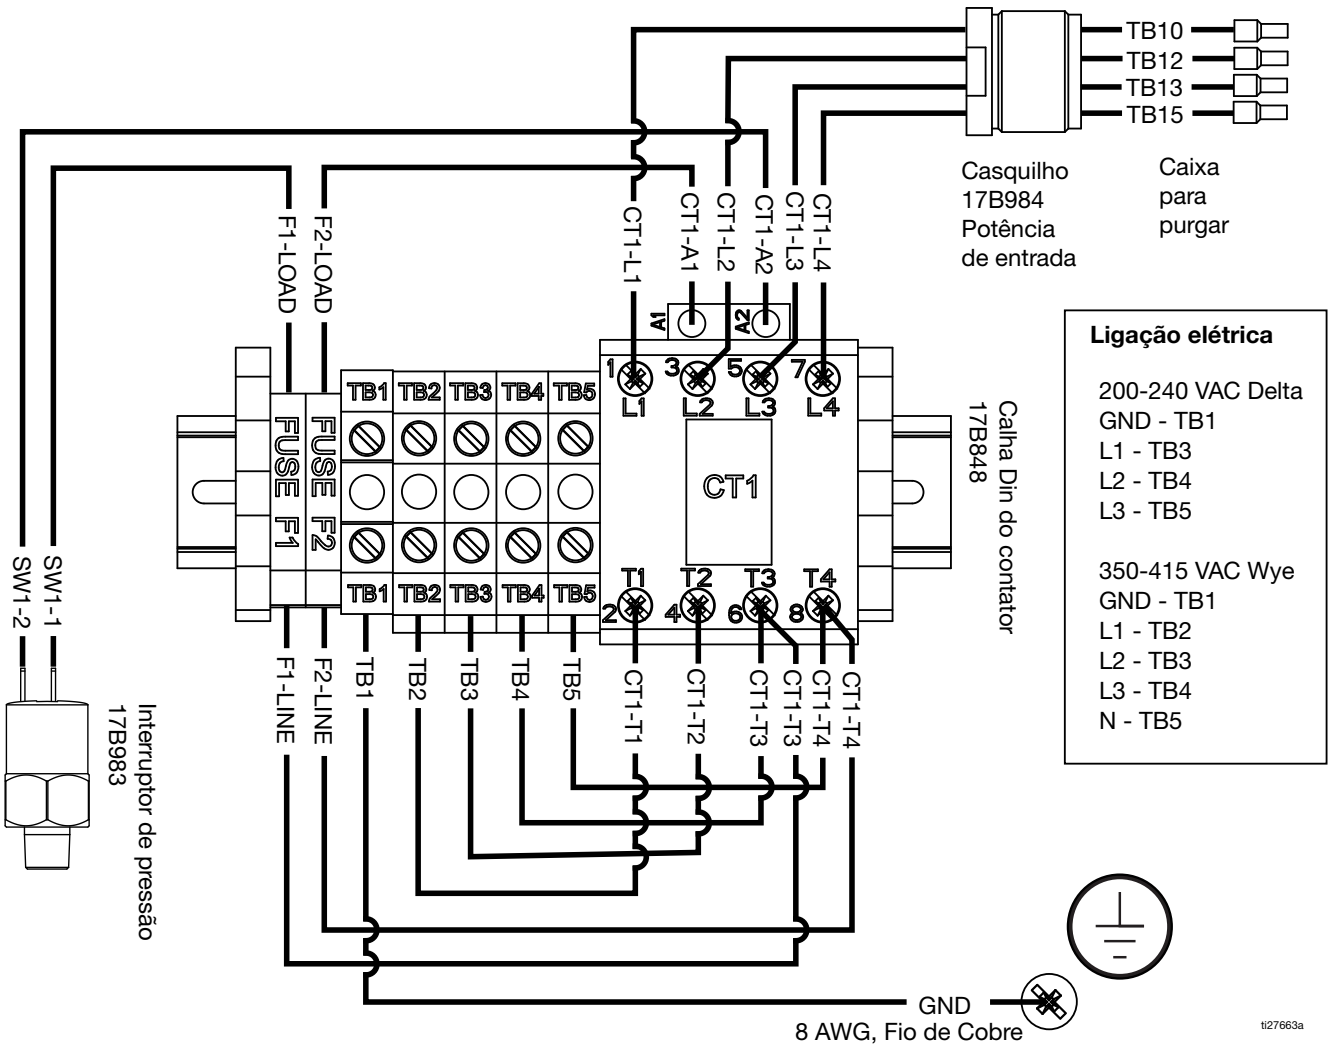 TB10
TB12
TB13
TB15
Casquilho
17B984
Potência
de entrada
Caixa
para
purgar
F1-LOAD
F2-LOAD
CT1-L1
CT1-A1
CT1-L2
CT1-A2
CT1-L3
CT1-L4
A1
A2
1
3
5
7
L1
L2
L3
L4
TB1
TB2
TB3
TB4
TB5
FUSE F1
FUSE F2
CT1
Calha Din do contator
17B848
SW1-2
SW1-1
TB1
TB2
TB3
TB4
TB5
T1
T2
T3
T4
2
4
6
8
F1-LINE
F2-LINE
TB1
TB2
TB3
TB4
TB5
CT1-T1
CT1-T2
CT1-T3
CT1-T3
CT1-T4
CT1-T4
Interruptor de pressão
17B983
Ligação elétrica
200-240 VAC Delta
GND - TB1
L1 - TB3
L2 - TB4
L3 - TB5
350-415 VAC Wye
GND - TB1
L1 - TB2
L2 - TB3
L3 - TB4
N - TB5
GND
8 AWG, Fio de Cobre
ti27663a